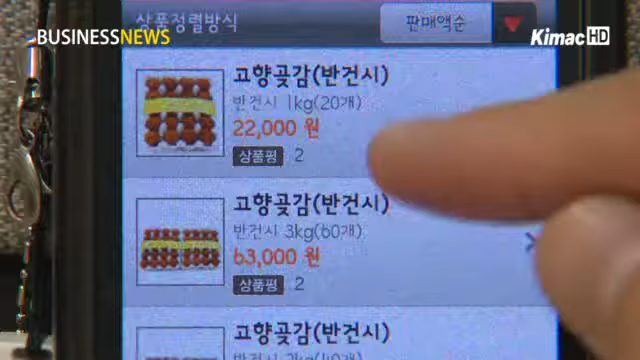 BUSINESSNEWS
Kimac HD
상품정렬방식
판매액순
고향곶감(반건시)
반건시 1kg(20개)
22,000 원
상품평 2
고향곶감(반건시)
반건시 3kg(60개)
63,000 원
상품평 2
고향곶감(반건시)